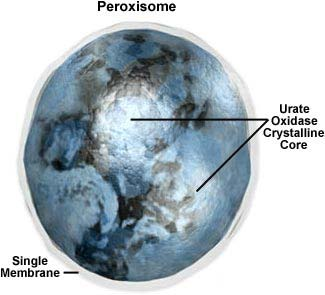 Peroxisome
Urate
Oxidase
Crystalline
Core
Single
Membrane